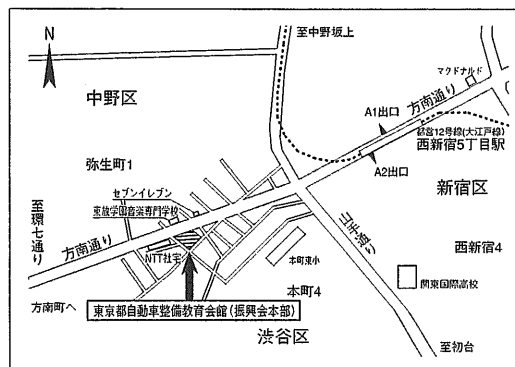 N
至中野坂上
マクドナルド
方南通り
中野区
A1出口
都営12号線(大江戸線)
西新宿5丁目駅
A2出口
弥生町1
新宿区
セブンイレブン
東放学園音楽専門学校
至環七通り
方南通り
山手通り
西新宿4
NTT社宅
本町東小
関東国際高校
方南町へ
本町4
東京都自動車整備教育会館(振興会本部)
渋谷区
至初台